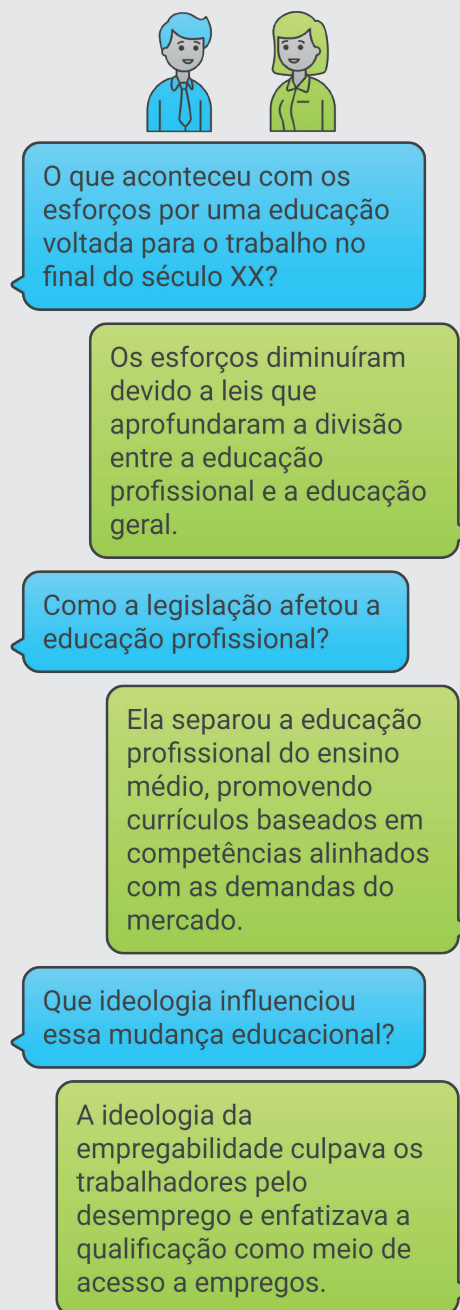 O que aconteceu com os
esforços por uma educação
voltada para o trabalho no
final do século XX?
Os esforços diminuíram
devido a leis que
aprofundaram a divisão
entre a educação
profissional e a educação
geral.
Como a legislação afetou a
educação profissional?
Ela separou a educação
profissional do ensino
médio, promovendo
currículos baseados em
competências alinhados
com as demandas do
mercado.
Que ideologia influenciou
essa mudança educacional?
A ideologia da
empregabilidade culpava os
trabalhadores pelo
desemprego e enfatizava a
qualificação como meio de
acesso a empregos.